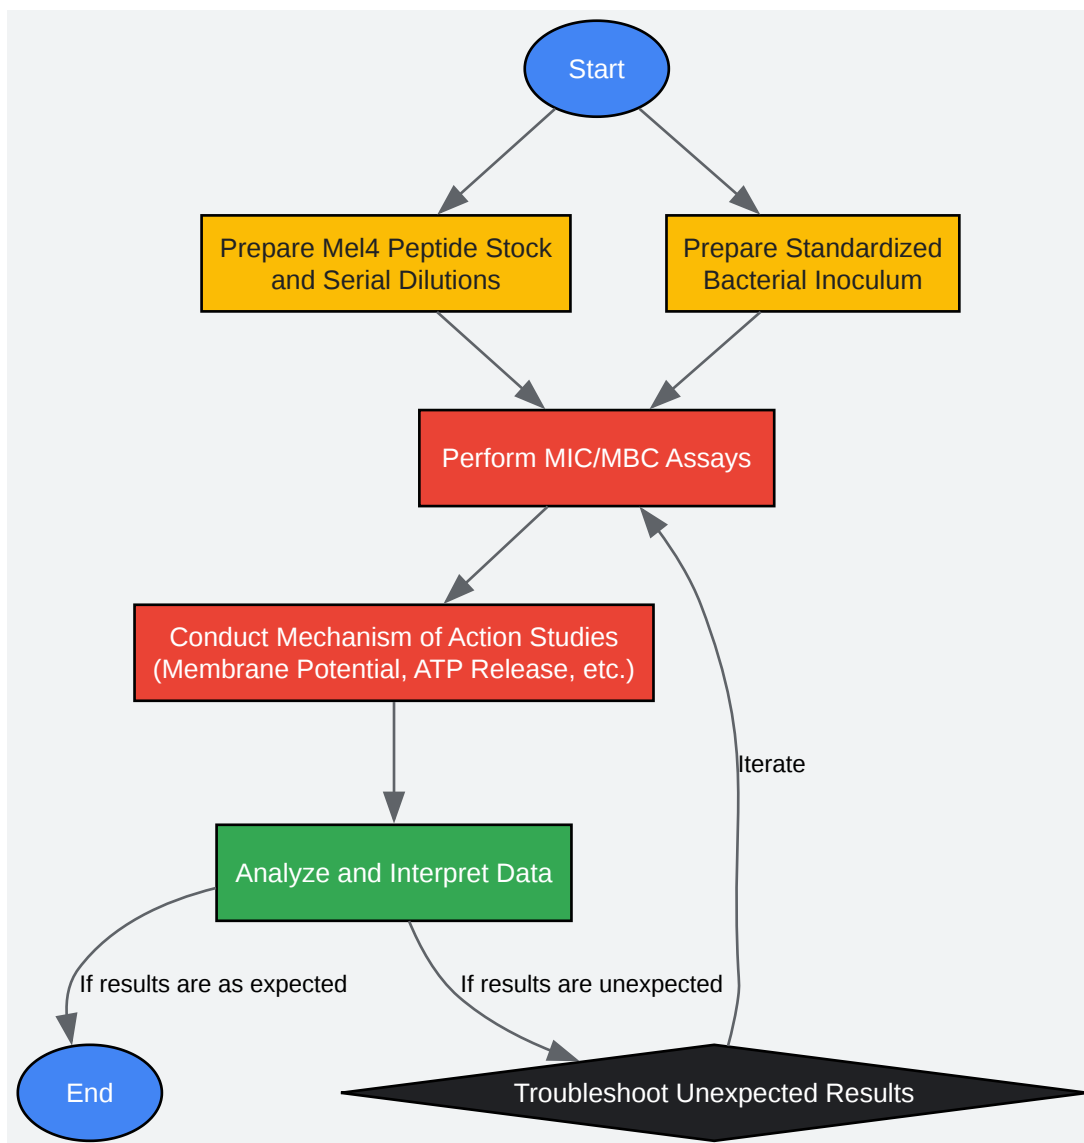 Start
Prepare Mel4 Peptide Stock
and Serial Dilutions
Prepare Standardized
Bacterial Inoculum
Perform MIC/MBC Assays
Conduct Mechanism of Action Studies
(Membrane Potential, ATP Release, etc.)
Iterate
Analyze and Interpret Data
If results are as expected
If results are unexpected
End
Troubleshoot Unexpected Results